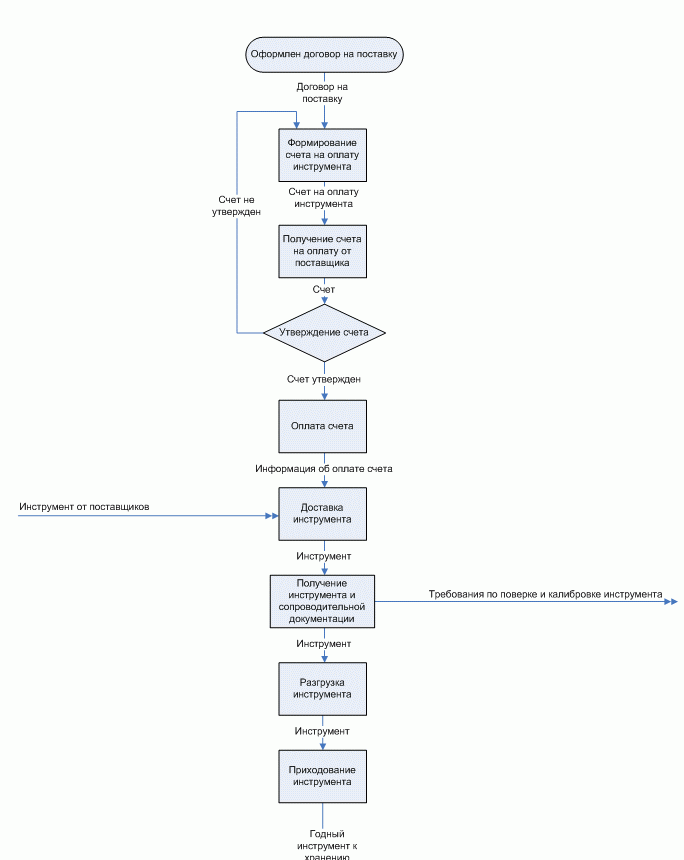 Оформлен договор на поставку
Договор на
поставку
Формирование
счета на оплату
инструмента
Счет не
утвержден
Счет на оплату
инструмента
Получение счета
на оплату от
поставщика
Счет
Утверждение счета
Счет утвержден
Оплата счета
Информация об оплате счета
Инструмент от поставщиков
Доставка
инструмента
Инструмент
Получение
инструмента и
сопроводительной
документации
Требования по поверке и калибровке инструмента
Инструмент
Разгрузка
инструмента
Инструмент
Приходование
инструмента
Годный
инструмент к
хранению